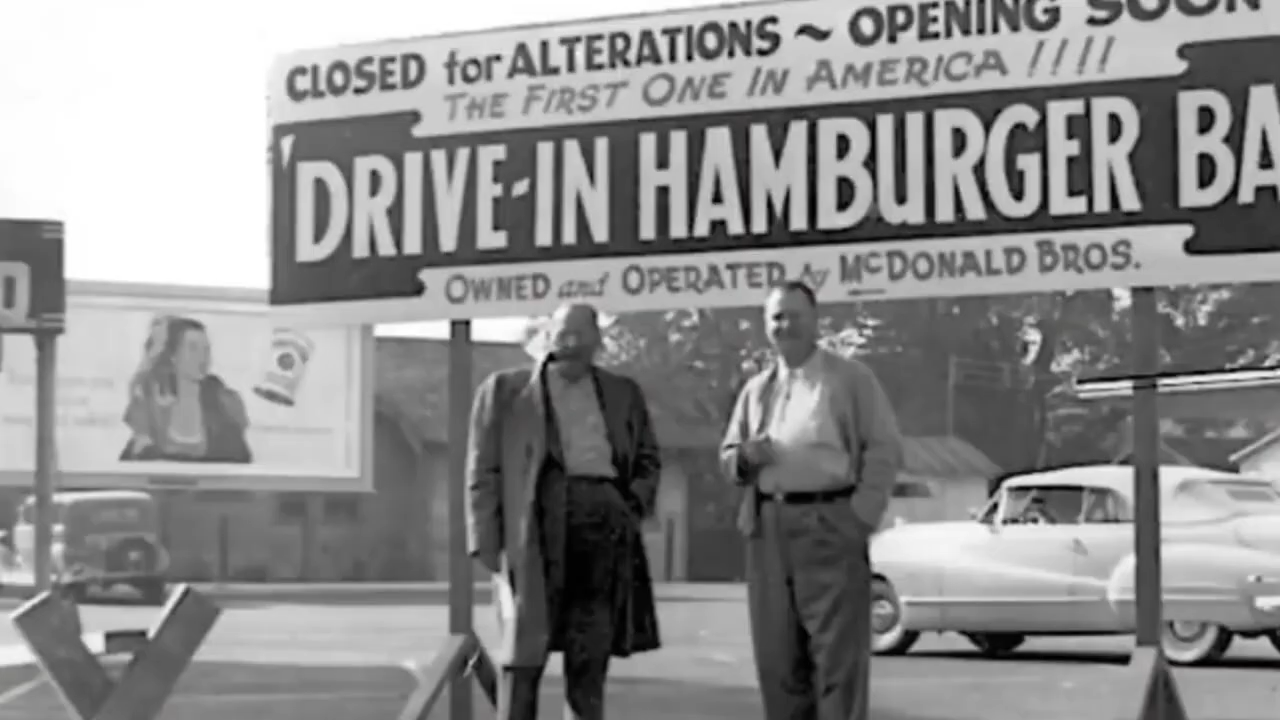 CLOSED for ALTERATIONS ~ OPENING SOON
THE FIRST ONE IN AMERICA !!!!
'DRIVE-IN HAMBURGER BA
OWNED and OPERATED by McDONALD BROS.